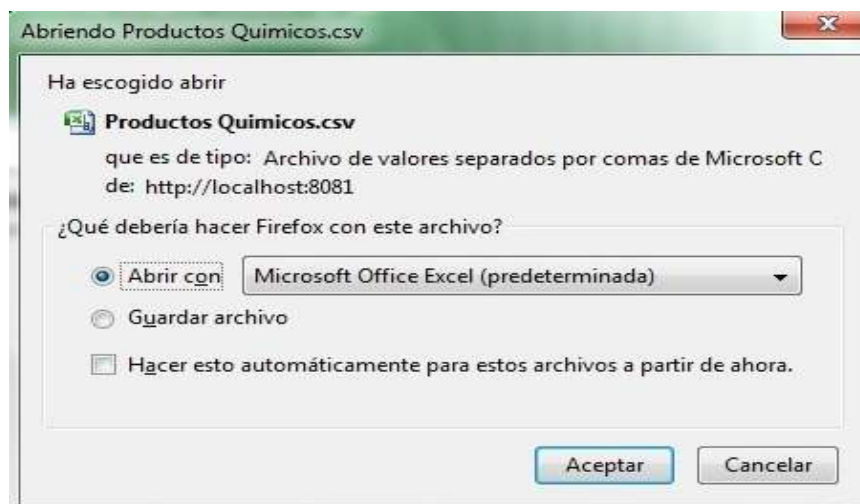 Abriendo Productos Quimicos.csv
Ha escogido abrir
Productos Quimicos.csv
que es de tipo: Archivo de valores separados por comas de Microsoft C
de: http://localhost:8081
¿Qué debería hacer Firefox con este archivo?
Abrir con Microsoft Office Excel (predeterminada)
Guardar archivo
Hacer esto automáticamente para estos archivos a partir de ahora.
Aceptar Cancelar